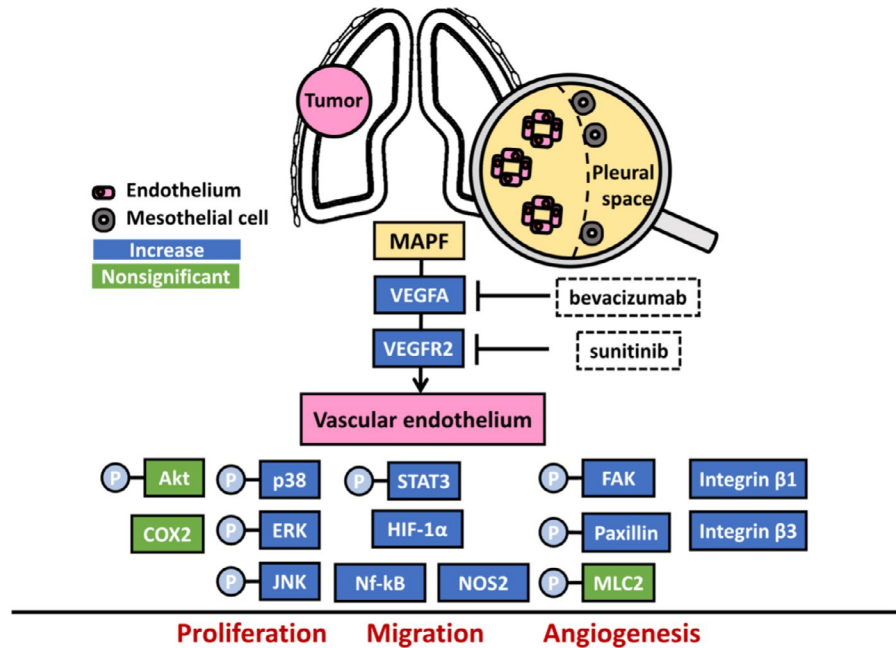 Tumor
Pleural
space
Endothelium
Mesothelial cell
Increase
Nonsignificant
MAPF
VEGFA
bevacizumab
VEGFR2
sunitinib
Vascular endothelium
P Akt P p38 P STAT3 P FAK Integrin β1
COX2 P ERK HIF-1α P Paxillin Integrin β3
P JNK Nf-kB NOS2 P MLC2
Proliferation Migration Angiogenesis